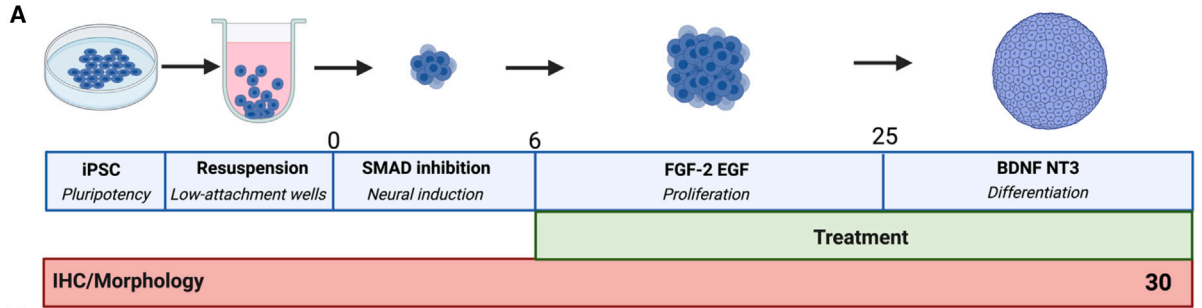 A
0
6
25
iPSC
Pluripotency
Resuspension
Low-attachment wells
SMAD inhibition
Neural induction
FGF-2 EGF
Proliferation
BDNF NT3
Differentiation
Treatment
IHC/Morphology
30